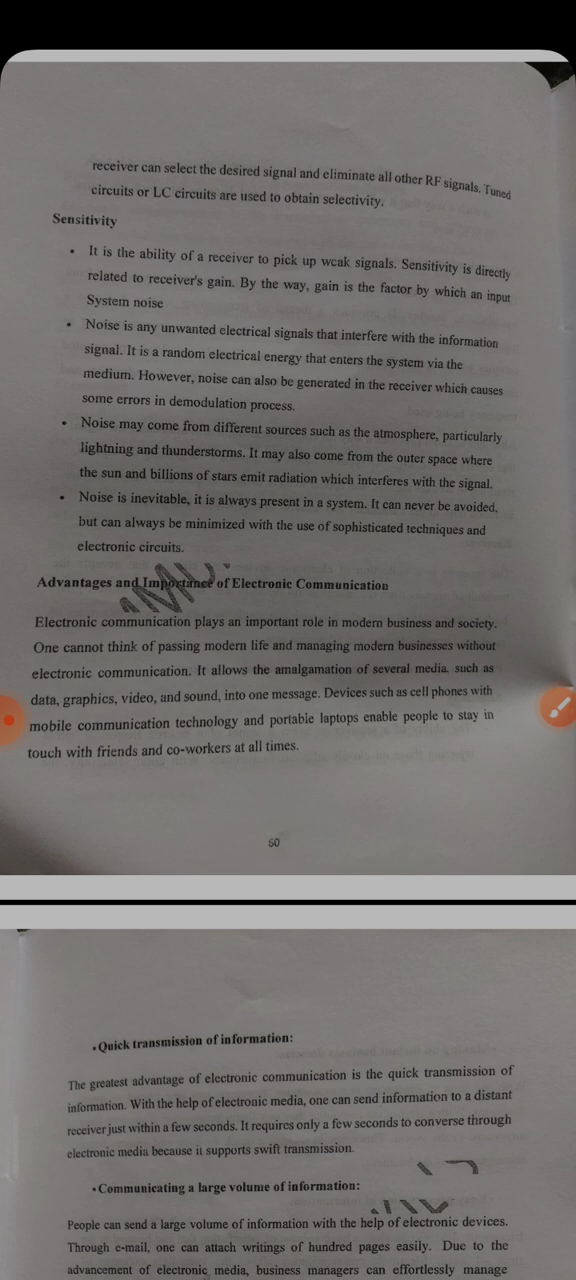 receiver can select the desired signal and eliminate all other RF signals. Tuned
circuits or LC circuits are used to obtain selectivity.
Sensitivity
• It is the ability of a receiver to pick up weak signals. Sensitivity is directly
related to receiver's gain. By the way, gain is the factor by which an input
System noise
• Noise is any unwanted electrical signals that interfere with the information
signal. It is a random electrical energy that enters the system via the
medium. However, noise can also be generated in the receiver which causes
some errors in demodulation process.
• Noise may come from different sources such as the atmosphere, particularly
lightning and thunderstorms. It may also come from the outer space where
the sun and billions of stars emit radiation which interferes with the signal.
• Noise is inevitable, it is always present in a system. It can never be avoided,
but can always be minimized with the use of sophisticated techniques and
electronic circuits.
Advantages and Importance of Electronic Communication
Electronic communication plays an important role in modern business and society.
One cannot think of passing modern life and managing modern businesses without
electronic communication. It allows the amalgamation of several media. such as
data, graphics, video, and sound, into one message. Devices such as cell phones with
mobile communication technology and portable laptops enable people to stay in
touch with friends and co-workers at all times.
60
•Quick transmission of information:
The greatest advantage of electronic communication is the quick transmission of
information. With the help of electronic media, one can send information to a distant
receiver just within a few seconds. It requires only a few seconds to converse through
electronic media because it supports swift transmission.
•Communicating a large volume of information:
People can send a large volume of information with the help of electronic devices.
Through e-mail, one can attach writings of hundred pages easily. Due to the
advancement of electronic media, business managers can effortlessly manage